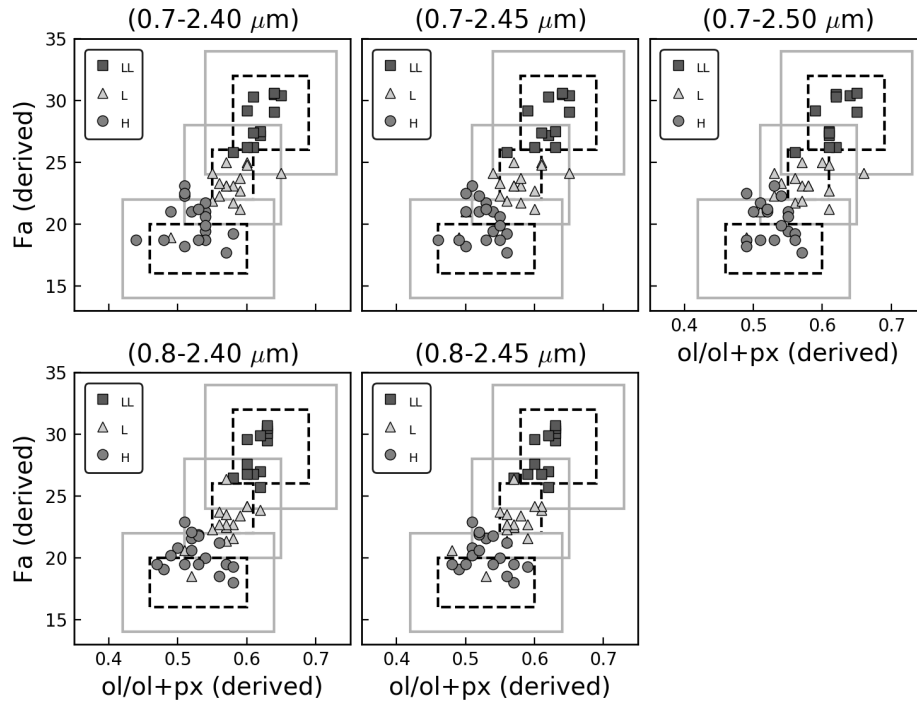 (0.7-2.40 μm)
(0.7-2.45 μm)
(0.7-2.50 μm)
35
30
25
20
15
Fa (derived)
LL
L
H
LL
L
H
LL
L
H
0.4 0.5 0.6 0.7
ol/ol+px (derived)
(0.8-2.40 μm)
(0.8-2.45 μm)
35
30
25
20
15
Fa (derived)
LL
L
H
LL
L
H
0.4 0.5 0.6 0.7
0.4 0.5 0.6 0.7
ol/ol+px (derived)
ol/ol+px (derived)